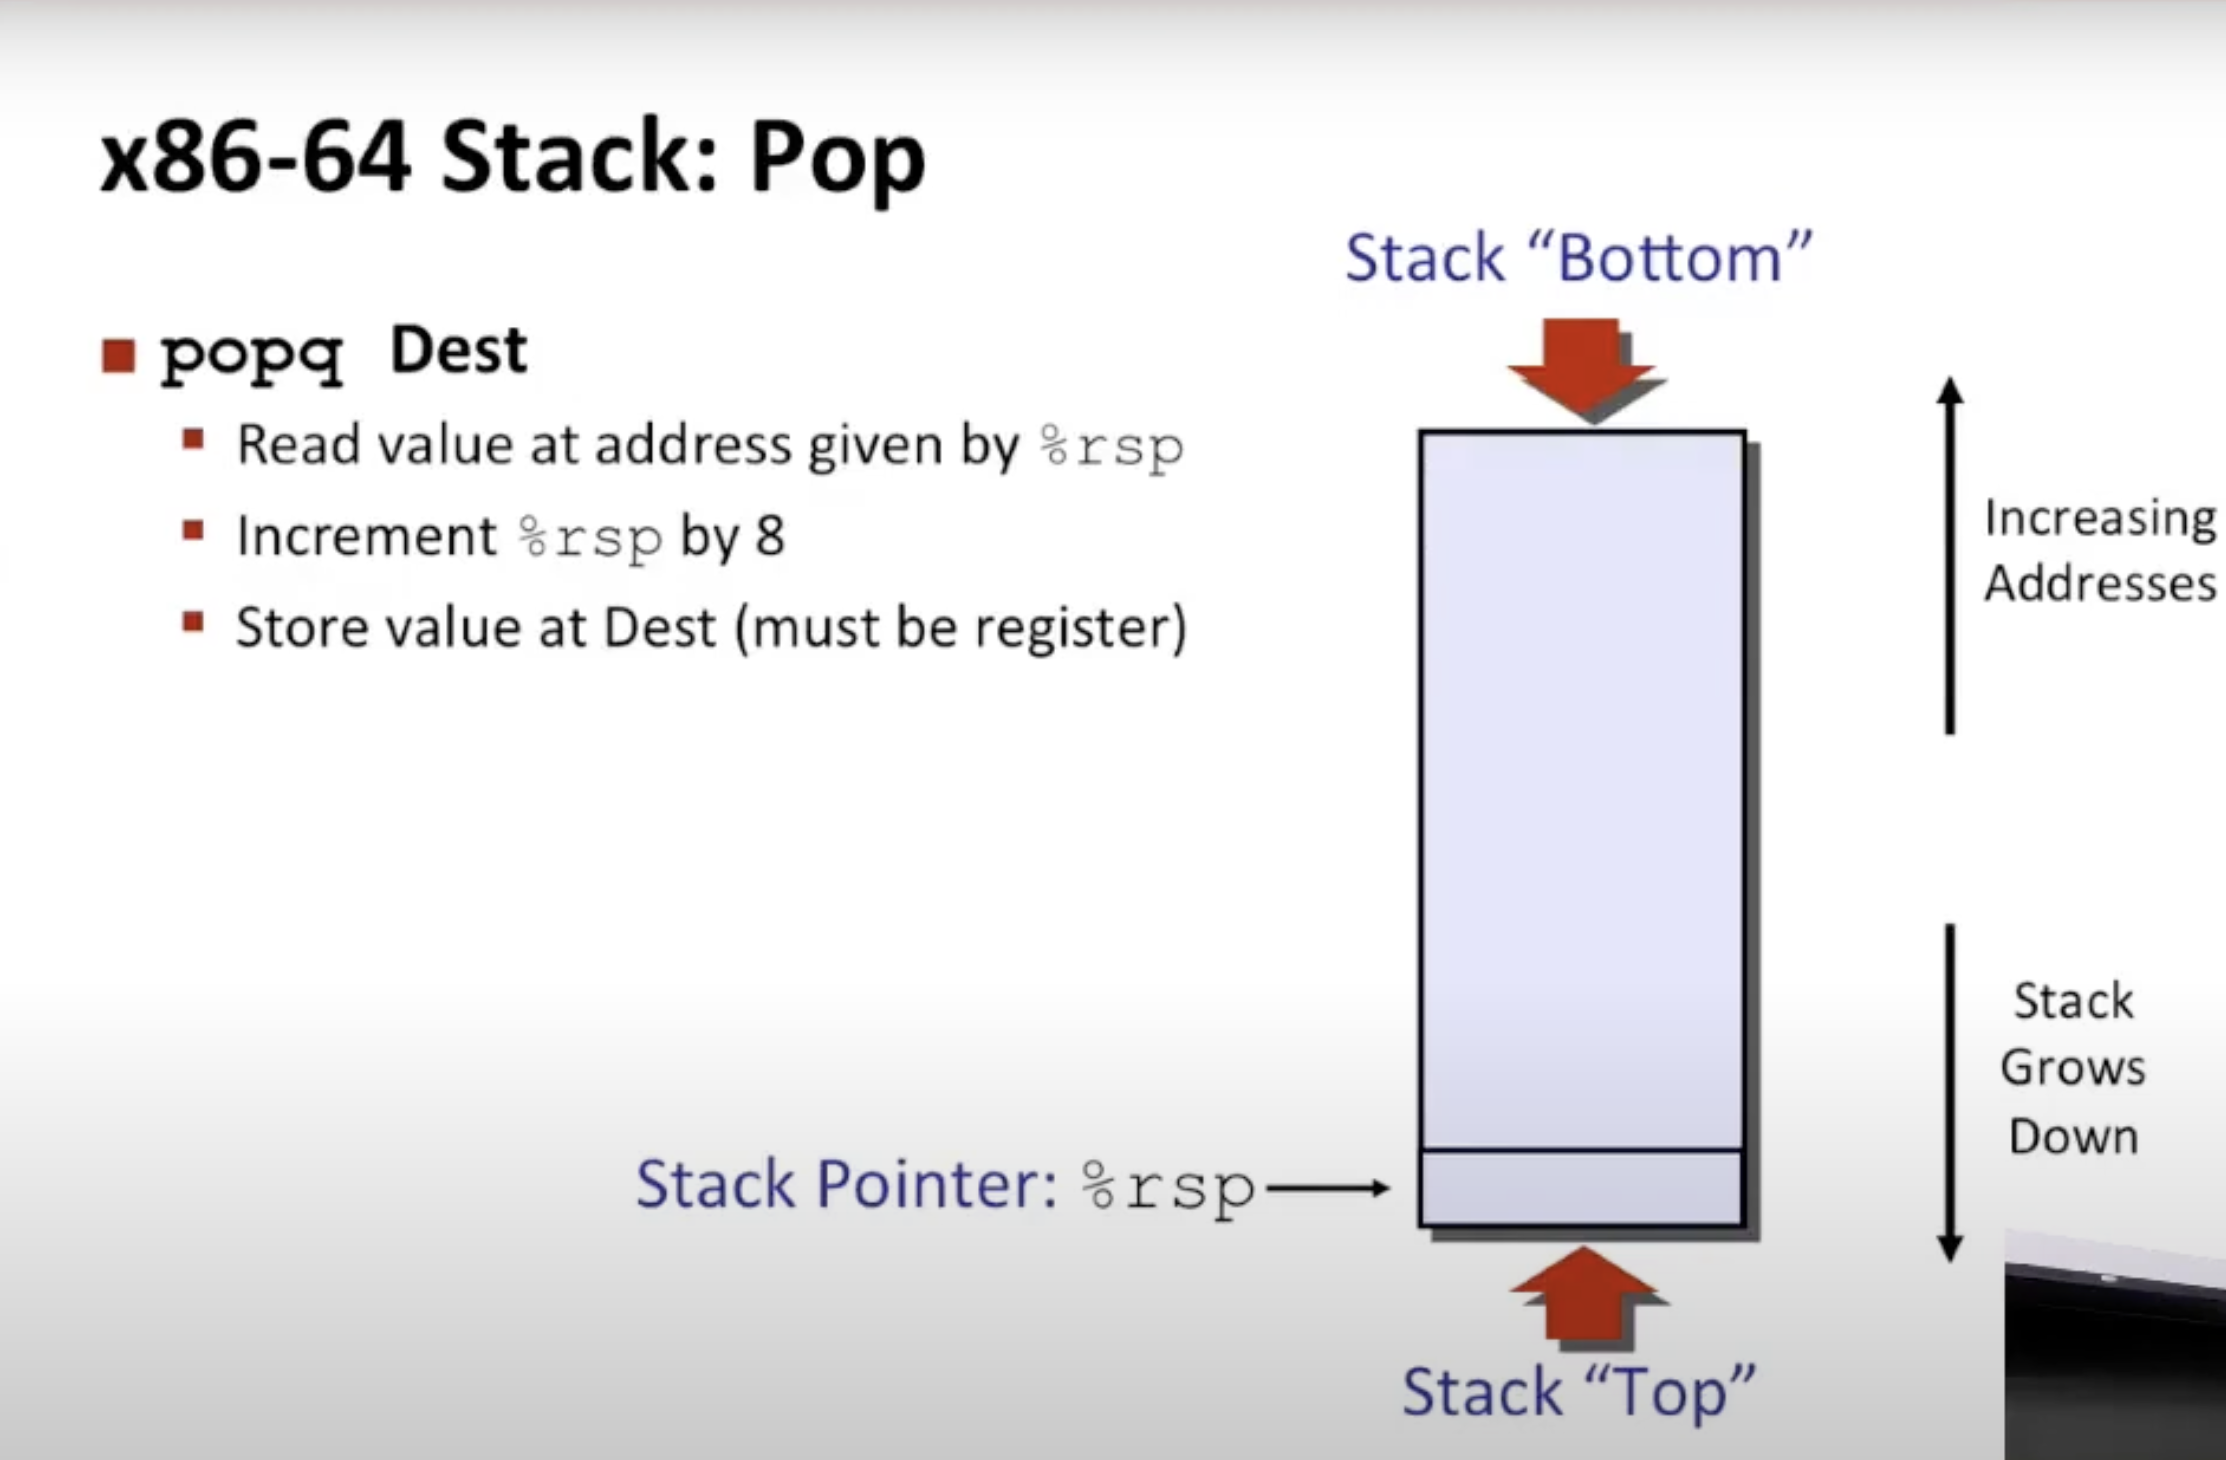 x86-64 Stack: Pop
popq Dest
Read value at address given by %rsp
Increment %rsp by 8
Store value at Dest (must be register)
Stack “Bottom”
Increasing
Addresses
Stack
Grows
Down
Stack Pointer: %rsp
Stack “Top”